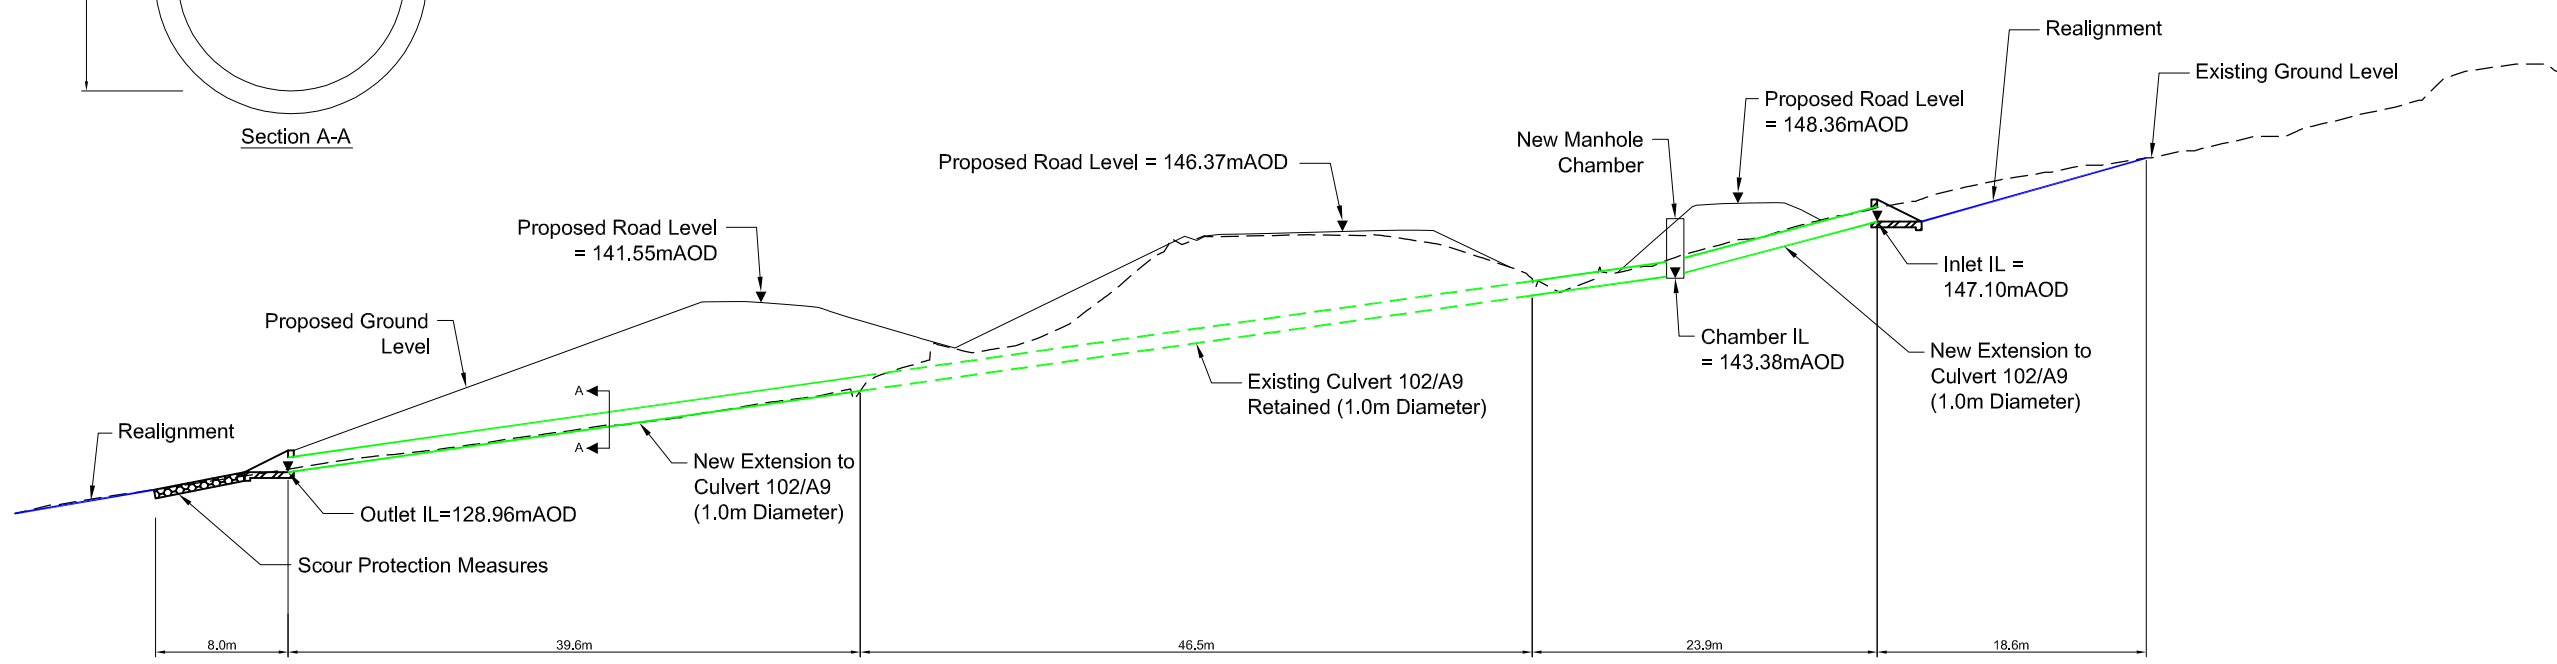 Section A-A
Realignment
Existing Ground Level
Proposed Road Level
= 148.36mAOD
New Manhole
Chamber
Proposed Road Level = 146.37mAOD
Proposed Road Level
= 141.55mAOD
Inlet IL =
147.10mAOD
Proposed Ground
Level
Chamber IL
= 143.38mAOD
New Extension to
Culvert 102/A9
(1.0m Diameter)
Existing Culvert 102/A9
Retained (1.0m Diameter)
A
A
Realignment
New Extension to
Culvert 102/A9
(1.0m Diameter)
Outlet IL=128.96mAOD
Scour Protection Measures
8.0m
39.6m
46.5m
23.9m
18.6m